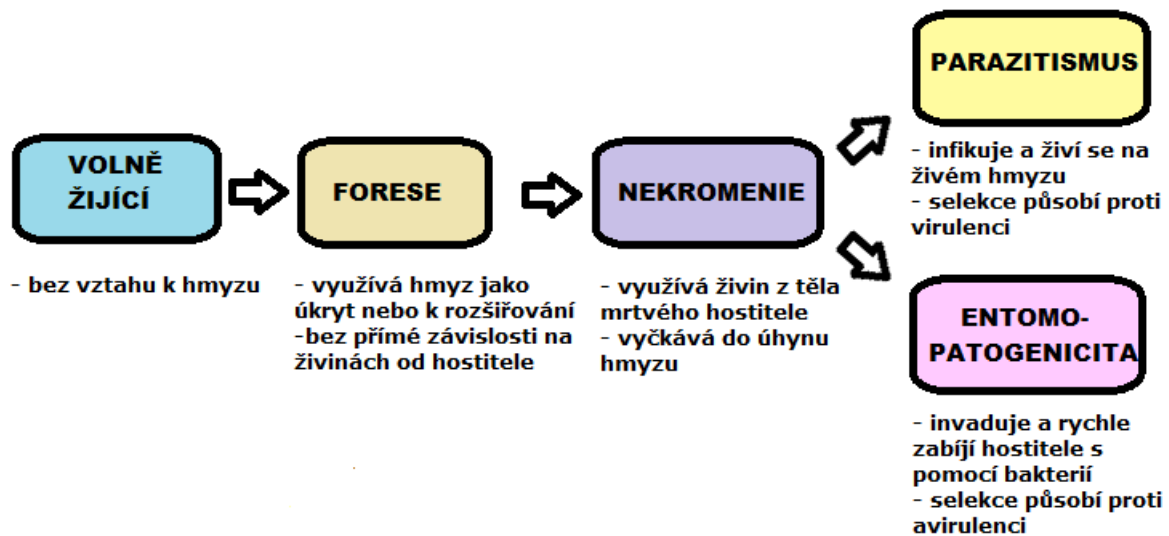 VOLNĚ
ŽIJÍCÍ
- bez vztahu k hmyzu
FORESE
- využívá hmyz jako
úkryt nebo k rozšiřování
-bez přímé závislosti na
živinách od hostitele
NEKROMENIE
- využívá živin z těla
mrtvého hostitele
- vyčkává do úhynu
hmyzu
PARAZITISMUS
- infikuje a živí se na
živém hmyzu
- selekce působí proti
virulenci
ENTOMO-
PATOGENICITA
- invaduje a rychle
zabíjí hostitele s
pomocí bakterií
- selekce působí proti
avirulenci